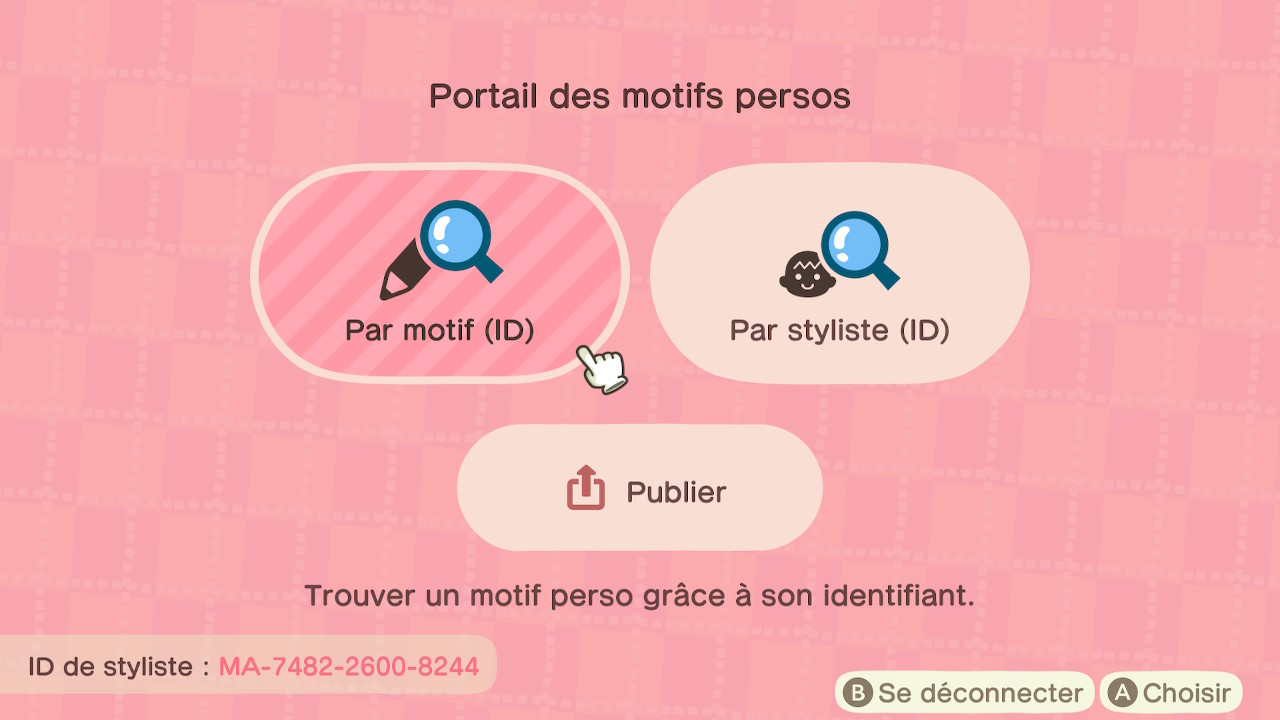 Portail des motifs persos
Par motif (ID)
Par styliste (ID)
Publier
Trouver un motif perso grâce à son identifiant.
ID de styliste : MA-7482-2600-8244
B Se déconnecter
A Choisir